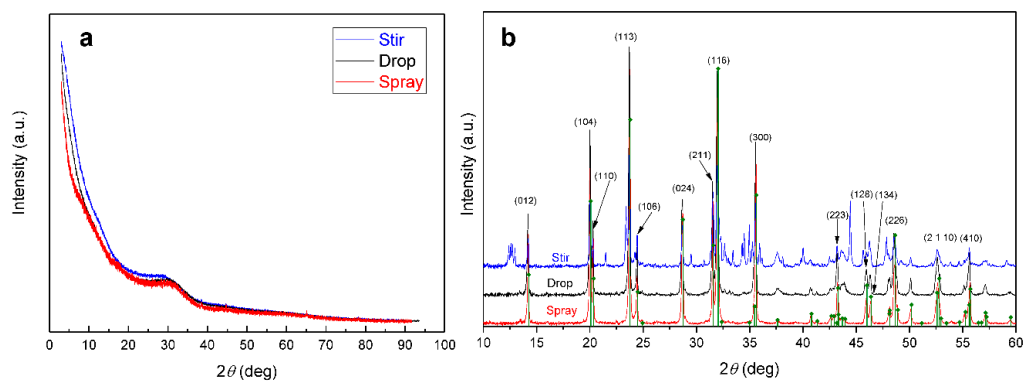 a
Stir
Drop
Spray
Intensity (a.u.)
0 10 20 30 40 50 60 70 80 90 100
2θ (deg)
b
(113)
(116)
(104)
(300)
(110)
(211)
(012)
(106)
(024)
(223)
(128)
(134)
(226)
(2 1 10)
(410)
Stir
Drop
Spray
Intensity (a.u.)
10 15 20 25 30 35 40 45 50 55 60
2θ (deg)